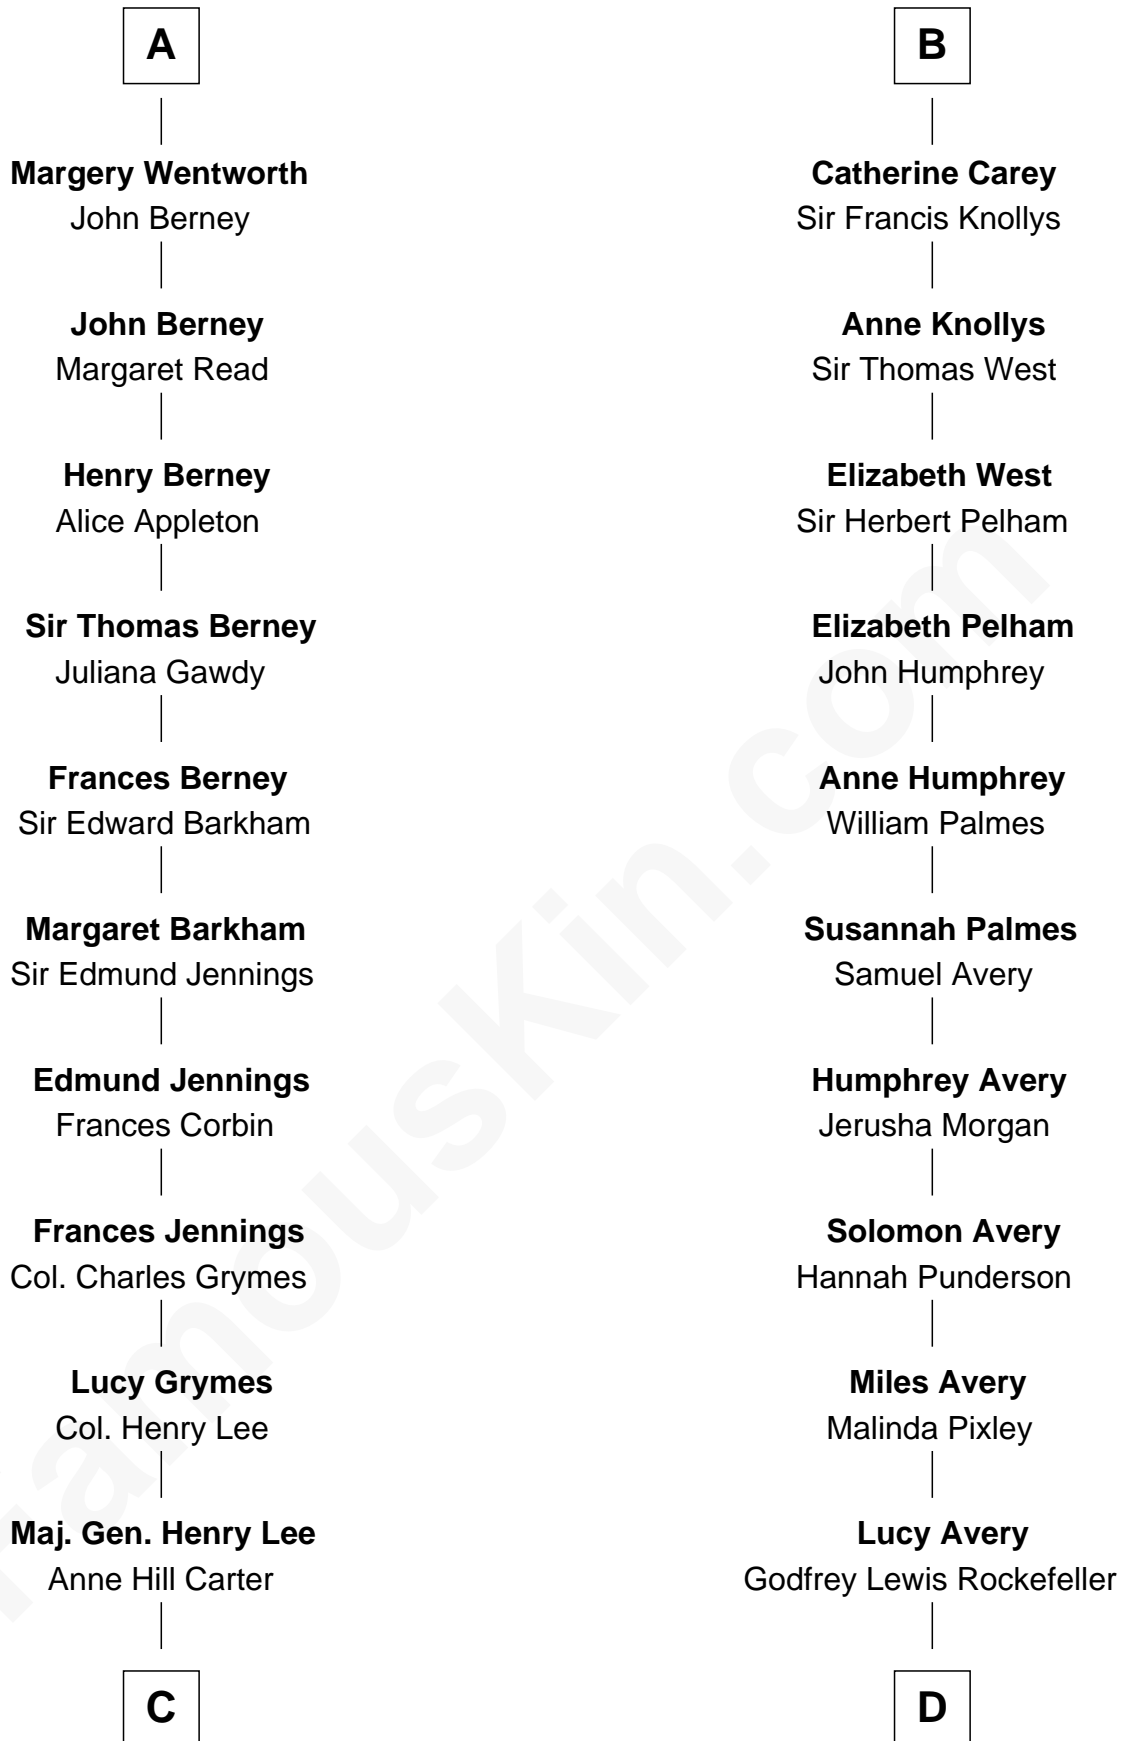 A
Margery Wentworth
John Berney
John Berney
Margaret Read
Henry Berney
Alice Appleton
Sir Thomas Berney
Juliana Gawdy
Frances Berney
Sir Edward Barkham
Margaret Barkham
Sir Edmund Jennings
Edmund Jennings
Frances Corbin
Frances Jennings
Col. Charles Grymes
Lucy Grymes
Col. Henry Lee
Maj. Gen. Henry Lee
Anne Hill Carter
C
B
Catherine Carey
Sir Francis Knollys
Anne Knollys
Sir Thomas West
Elizabeth West
Sir Herbert Pelham
Elizabeth Pelham
John Humphrey
Anne Humphrey
William Palmes
Susannah Palmes
Samuel Avery
Humphrey Avery
Jerusha Morgan
Solomon Avery
Hannah Punderson
Miles Avery
Malinda Pixley
Lucy Avery
Godfrey Lewis Rockefeller
D
FamousKin.com